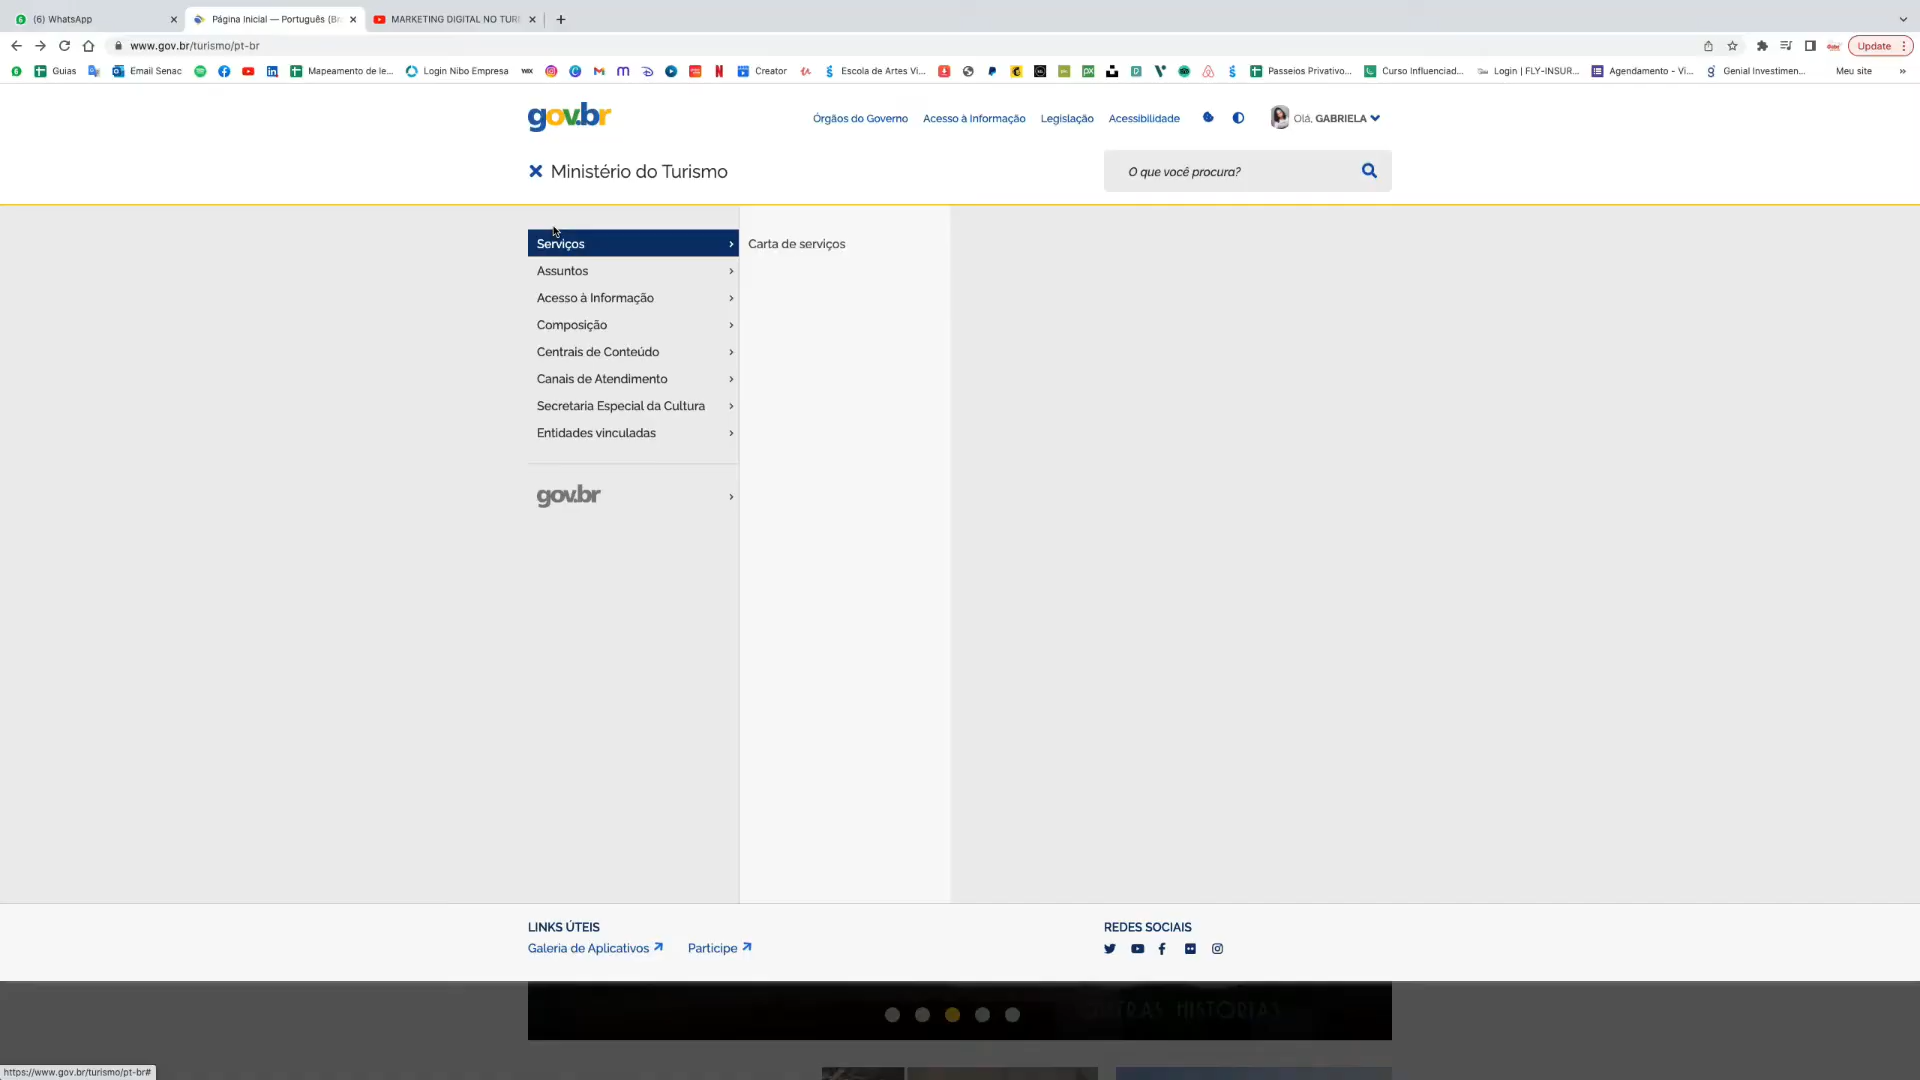 (6) WhatsApp
Página Inicial — Português (Br
MARKETING DIGITAL NO TUR
www.gov.br/turismo/pt-br
Update
Guias
Email Senac
Mapeamento de le...
Login Nibo Empresa
Creator
Escola de Artes Vi...
Passeios Privativo...
Curso Influenciad...
Login | FLY-INSUR...
Agendamento - Vi...
Genial Investimen...
Meu site
gov.br
Órgãos do Governo
Acesso à Informação
Legislação
Acessibilidade
Olá, GABRIELA
Ministério do Turismo
O que você procura?
Serviços
Carta de serviços
Assuntos
Acesso à Informação
Composição
Centrais de Conteúdo
Canais de Atendimento
Secretaria Especial da Cultura
Entidades vinculadas
gov.br
LINKS ÚTEIS
REDES SOCIAIS
Galeria de Aplicativos
Participe
HISTÓRIAS
https://www.gov.br/turismo/pt-br#